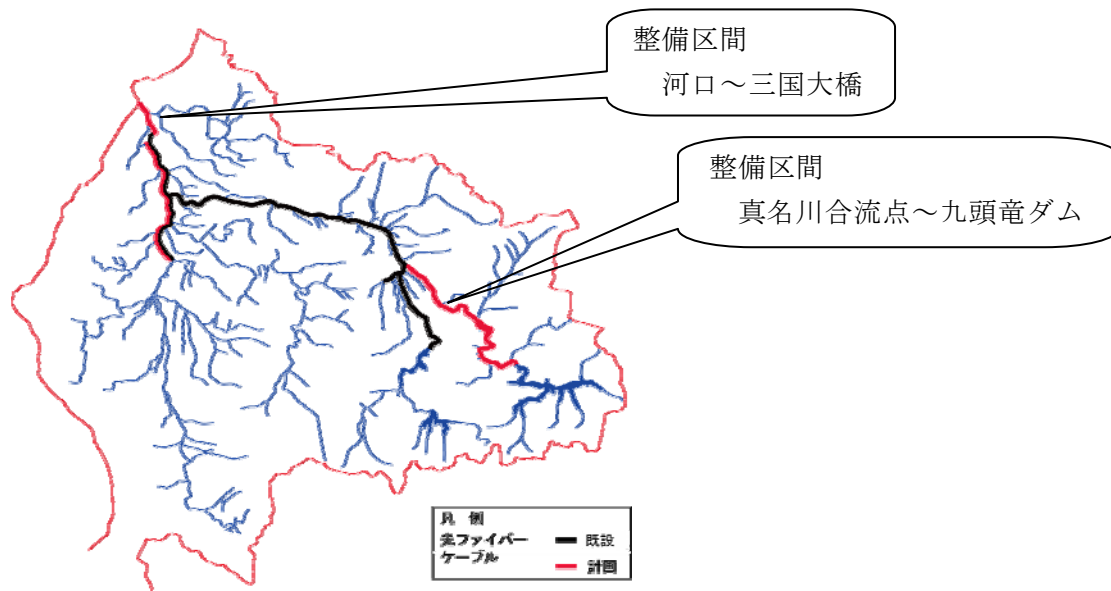 整備区間
河口～三国大橋
整備区間
真名川合流点～九頭竜ダム
凡 例
光ファイバー
ケーブル
既設
計画